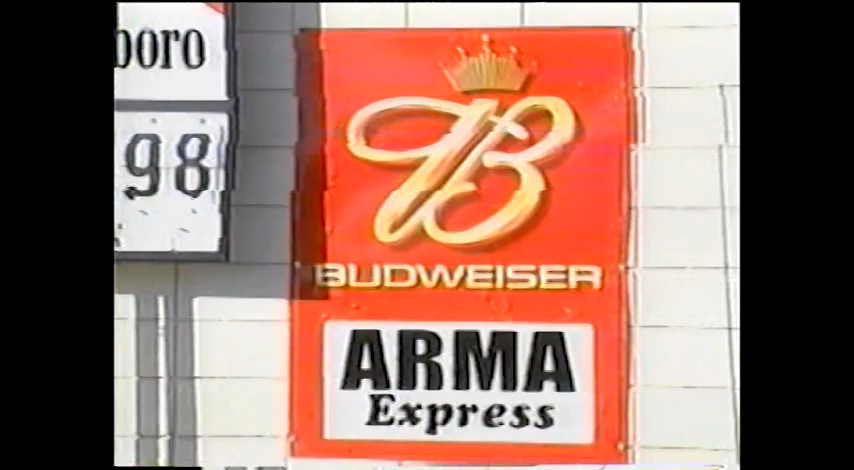 boro
98
B
BUDWEISER
ARMA
Express